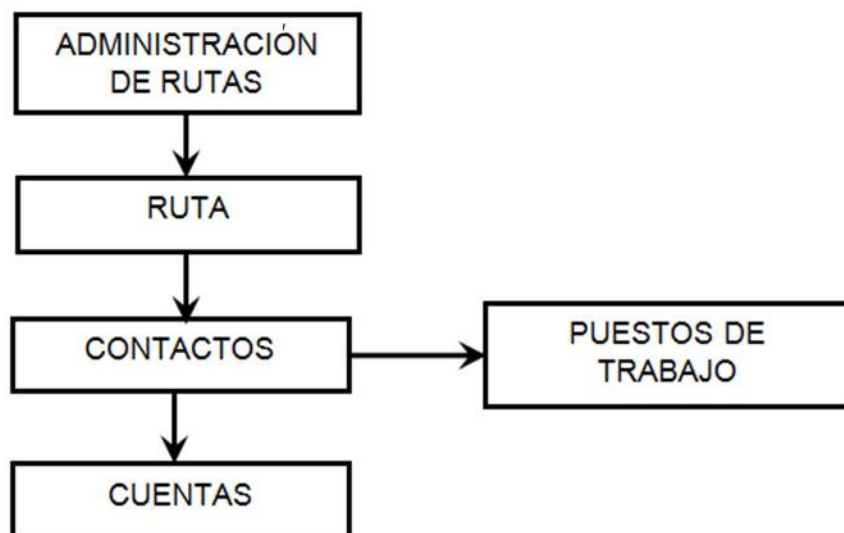 ADMINISTRACIÓN
DE RUTAS
RUTA
CONTACTOS
PUESTOS DE
TRABAJO
CUENTAS